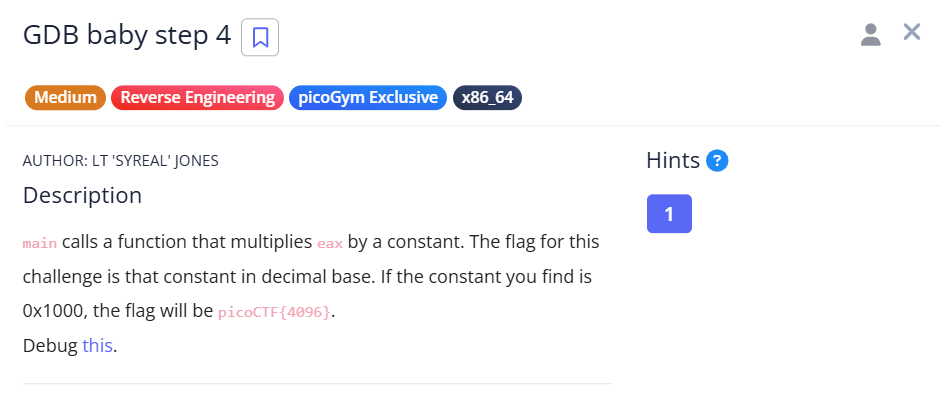 GDB baby step 4
Medium Reverse Engineering picoGym Exclusive x86_64
AUTHOR: LT 'SYREAL' JONES
Description
main calls a function that multiplies eax by a constant. The flag for this
challenge is that constant in decimal base. If the constant you find is
0x1000, the flag will be picoCTF{4096}.
Debug this.
Hints ?
1